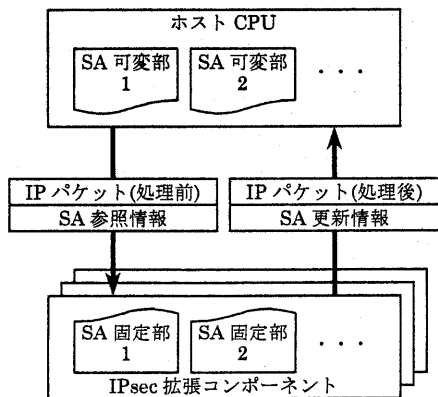 ホスト CPU
SA 可変部
1
SA 可変部
2
· · ·
IP パケット(処理前)
SA 参照情報
IP パケット(処理後)
SA 更新情報
SA 固定部
1
SA 固定部
2
· · ·
IPsec 拡張コンポーネント